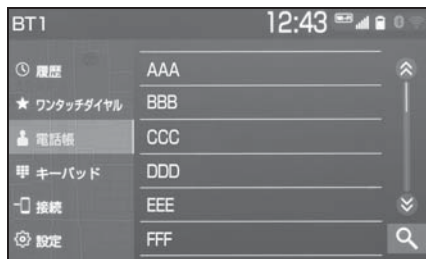 BT1 12:43
履歴
ワンタッチダイヤル
電話帳
キーパッド
接続
設定
AAA
BBB
CCC
DDD
EEE
FFF